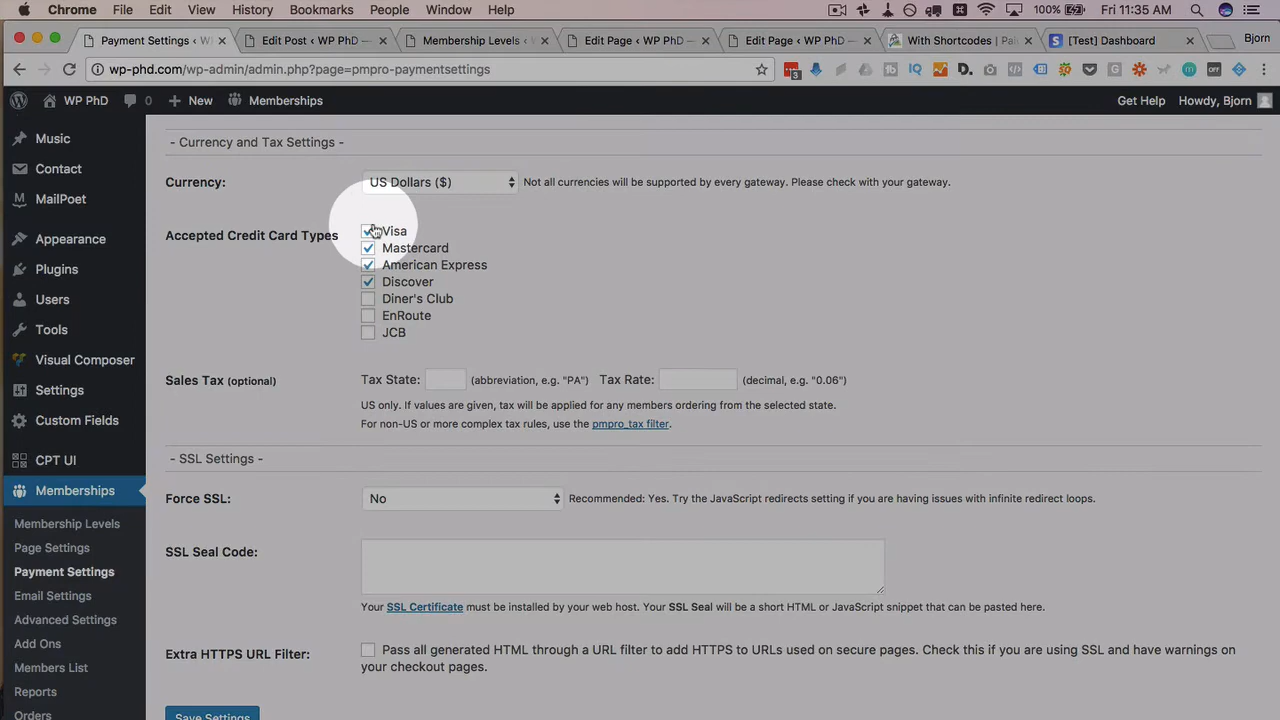 Chrome File Edit View History Bookmarks People Window Help 100% Fri 11:35 AM
Payment Settings ‹ W Edit Post ‹ WP PhD — Membership Levels ‹ W Edit Page ‹ WP PhD — Edit Page ‹ WP PhD — With Shortcodes | Pai [Test] Dashboard Bjorn
wp-phd.com/wp-admin/admin.php?page=pmpro-paymentsettings
WP PhD 0 New Memberships Get Help Howdy, Bjorn
Music
Contact
MailPoet
Appearance
Plugins
Users
Tools
Visual Composer
Settings
Custom Fields
CPT UI
Memberships
Membership Levels
Page Settings
Payment Settings
Email Settings
Advanced Settings
Add Ons
Members List
Reports
Orders
- Currency and Tax Settings -
Currency: US Dollars ($) Not all currencies will be supported by every gateway. Please check with your gateway.
Accepted Credit Card Types
Visa
Mastercard
American Express
Discover
Diner's Club
EnRoute
JCB
Sales Tax (optional) Tax State: (abbreviation, e.g. "PA") Tax Rate: (decimal, e.g. "0.06")
US only. If values are given, tax will be applied for any members ordering from the selected state.
For non-US or more complex tax rules, use the pmpro_tax filter.
- SSL Settings -
Force SSL: No Recommended: Yes. Try the JavaScript redirects setting if you are having issues with infinite redirect loops.
SSL Seal Code:
Your SSL Certificate must be installed by your web host. Your SSL Seal will be a short HTML or JavaScript snippet that can be pasted here.
Extra HTTPS URL Filter: Pass all generated HTML through a URL filter to add HTTPS to URLs used on secure pages. Check this if you are using SSL and have warnings on
your checkout pages.
Save Settings